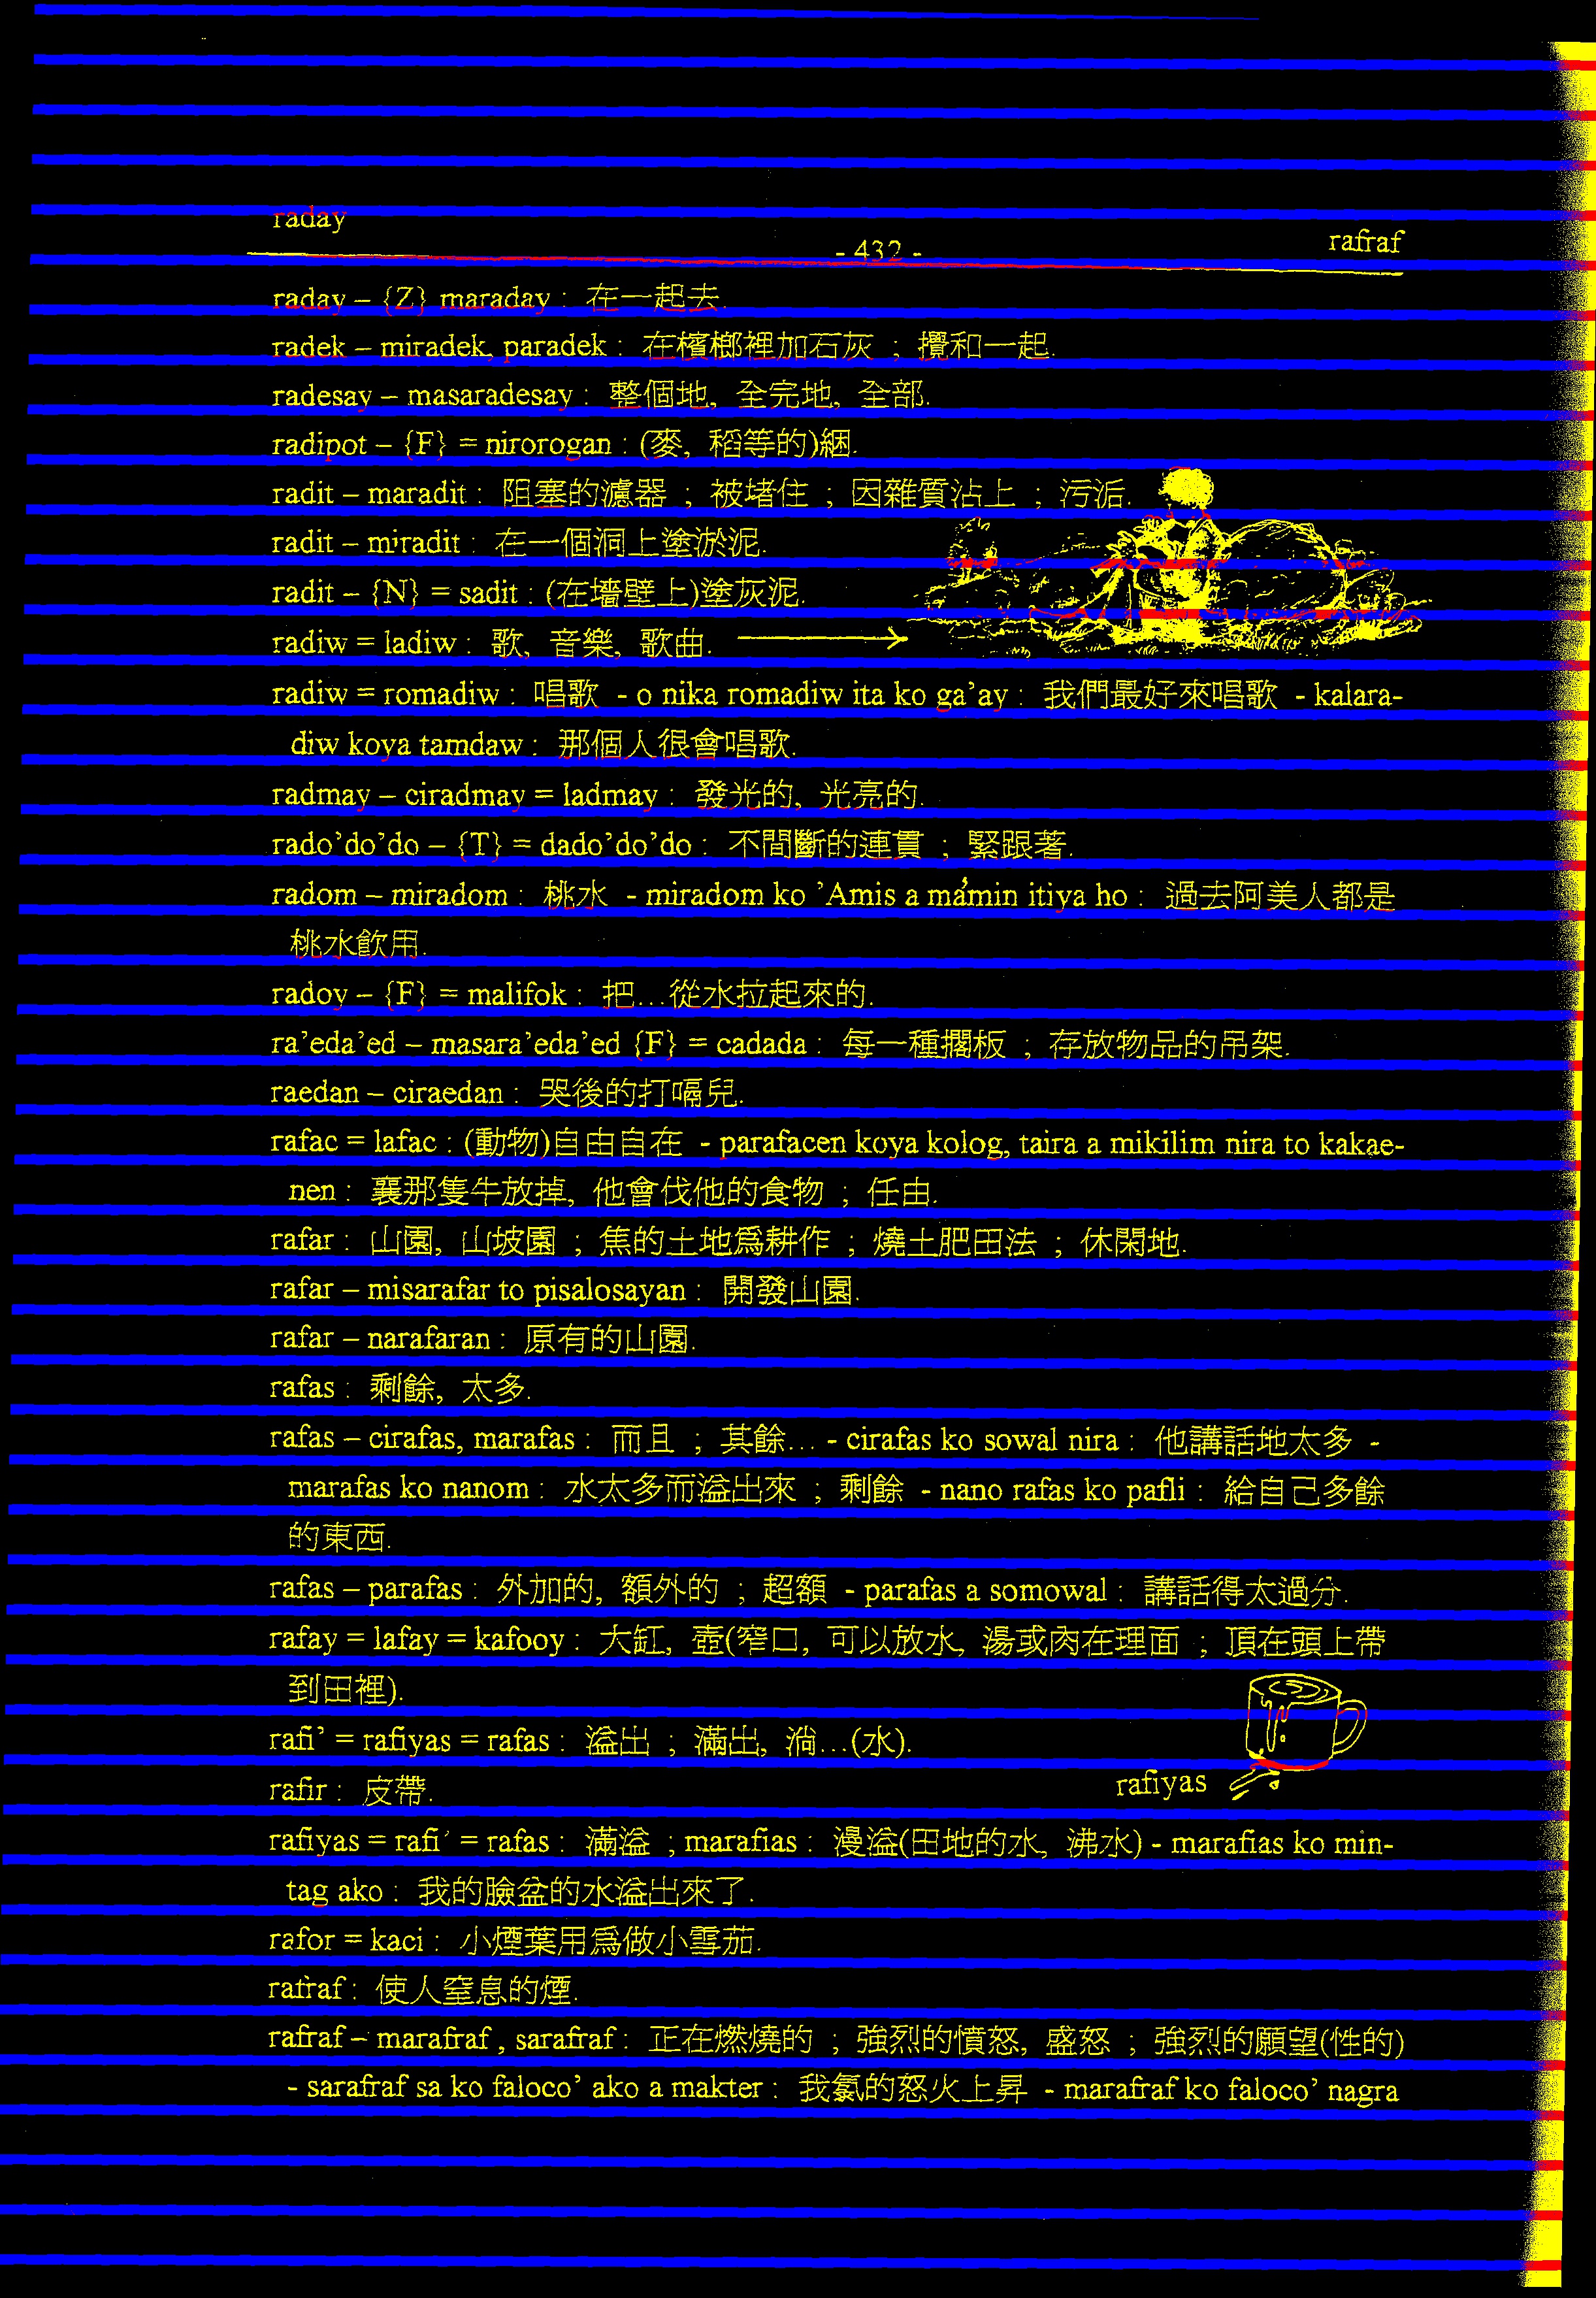 raday
- 432 -
rafraf
raday – {Z} maraday : 在一起去.
radek – miradek, paradek : 在檳榔裡加石灰 ; 攪和一起.
radesay – masaradesay : 整個地, 全完地, 全部.
radipot – {F} = nirorogan : (麥, 稻等的)綑.
radit – maradit : 阻塞的濾器 ; 被堵住 ; 因雜質沾上 ; 污垢.
radit – miradit : 在一個洞上塗淤泥.
radit – {N} = sadit : (在墻壁上)塗灰泥.
radiw = ladiw : 歌, 音樂, 歌曲.
radiw = romadiw : 唱歌 - o nika romadiw ita ko ga’ay : 我們最好來唱歌 - kalara-
diw koya tamdaw : 那個人很會唱歌.
radmay – ciradmay = ladmay : 發光的, 光亮的.
rado’do’do – {T} = dado’do’do : 不間斷的連貫 ; 緊跟著.
radom – miradom : 桃水 - miradom ko ’Amis a mámin itiya ho : 過去阿美人都是
桃水飲用.
radoy – {F} = malifok : 把...從水拉起來的.
ra’eda’ed – masara’eda’ed {F} = cadada : 每一種擱板 ; 存放物品的吊架.
raedan – ciraedan : 哭後的打嗝兒.
rafac = lafac : (動物)自由自在 - parafacen koya kolog, taira a mikilim nira to kakae-
nen : 襄那隻牛放掉, 他會伐他的食物 ; 任由.
rafar : 山園, 山坡園 ; 焦的土地爲耕作 ; 燒土肥田法 ; 休閑地.
rafar – misarafar to pisalosayan : 開發山園.
rafar – narafaran : 原有的山園.
rafas : 剩餘, 太多.
rafas – cirafas, marafas : 而且 ; 其餘... - cirafas ko sowal nira : 他講話地太多 -
marafas ko nanom : 水太多而溢出來 ; 剩餘 - nano rafas ko pafli : 給自己多餘
的東西.
rafas – parafas : 外加的, 額外的 ; 超額 - parafas a somowal : 講話得太過分.
rafay = lafay = kafooy : 大缸, 壺(窄口, 可以放水, 湯或肉在理面 ; 頂在頭上帶
到田裡).
rafi’ = rafiyas = rafas : 溢出 ; 滿出, 淌...(水).
rafir : 皮帶.
rafiyas
rafiyas = rafi’ = rafas : 滿溢 ; marafias : 漫溢(田地的水, 沸水) - marafias ko min-
tag ako : 我的臉盆的水溢出來了.
rafor = kaci : 小煙葉用爲做小雪茄.
rafraf : 使人窒息的煙.
rafraf – marafraf , sarafraf : 正在燃燒的 ; 強烈的憤怒, 盛怒 ; 強烈的願望(性的)
- sarafraf sa ko faloco’ ako a makter : 我氣的怒火上昇 - marafraf ko faloco’ nagra